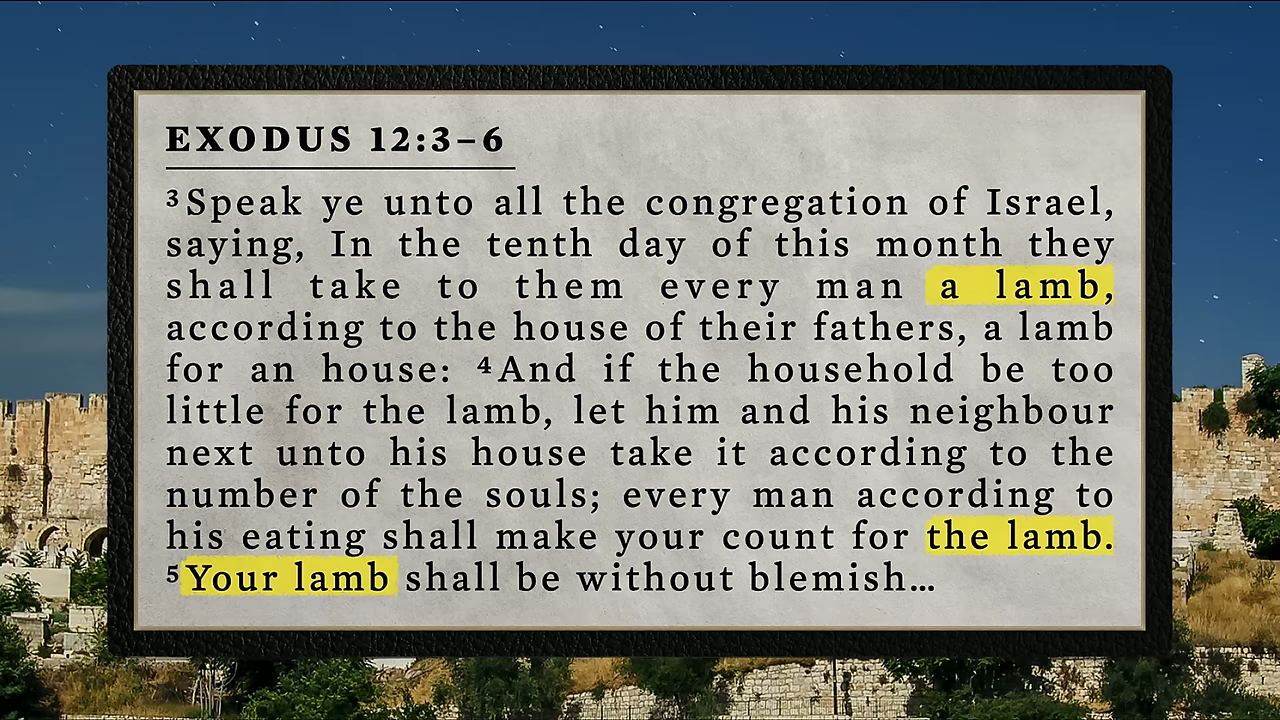 EXODUS 12:3–6
³Speak ye unto all the congregation of Israel,
saying, In the tenth day of this month they
shall take to them every man a lamb,
according to the house of their fathers, a lamb
for an house: ⁴And if the household be too
little for the lamb, let him and his neighbour
next unto his house take it according to the
number of the souls; every man according to
his eating shall make your count for the lamb.
⁵Your lamb shall be without blemish…